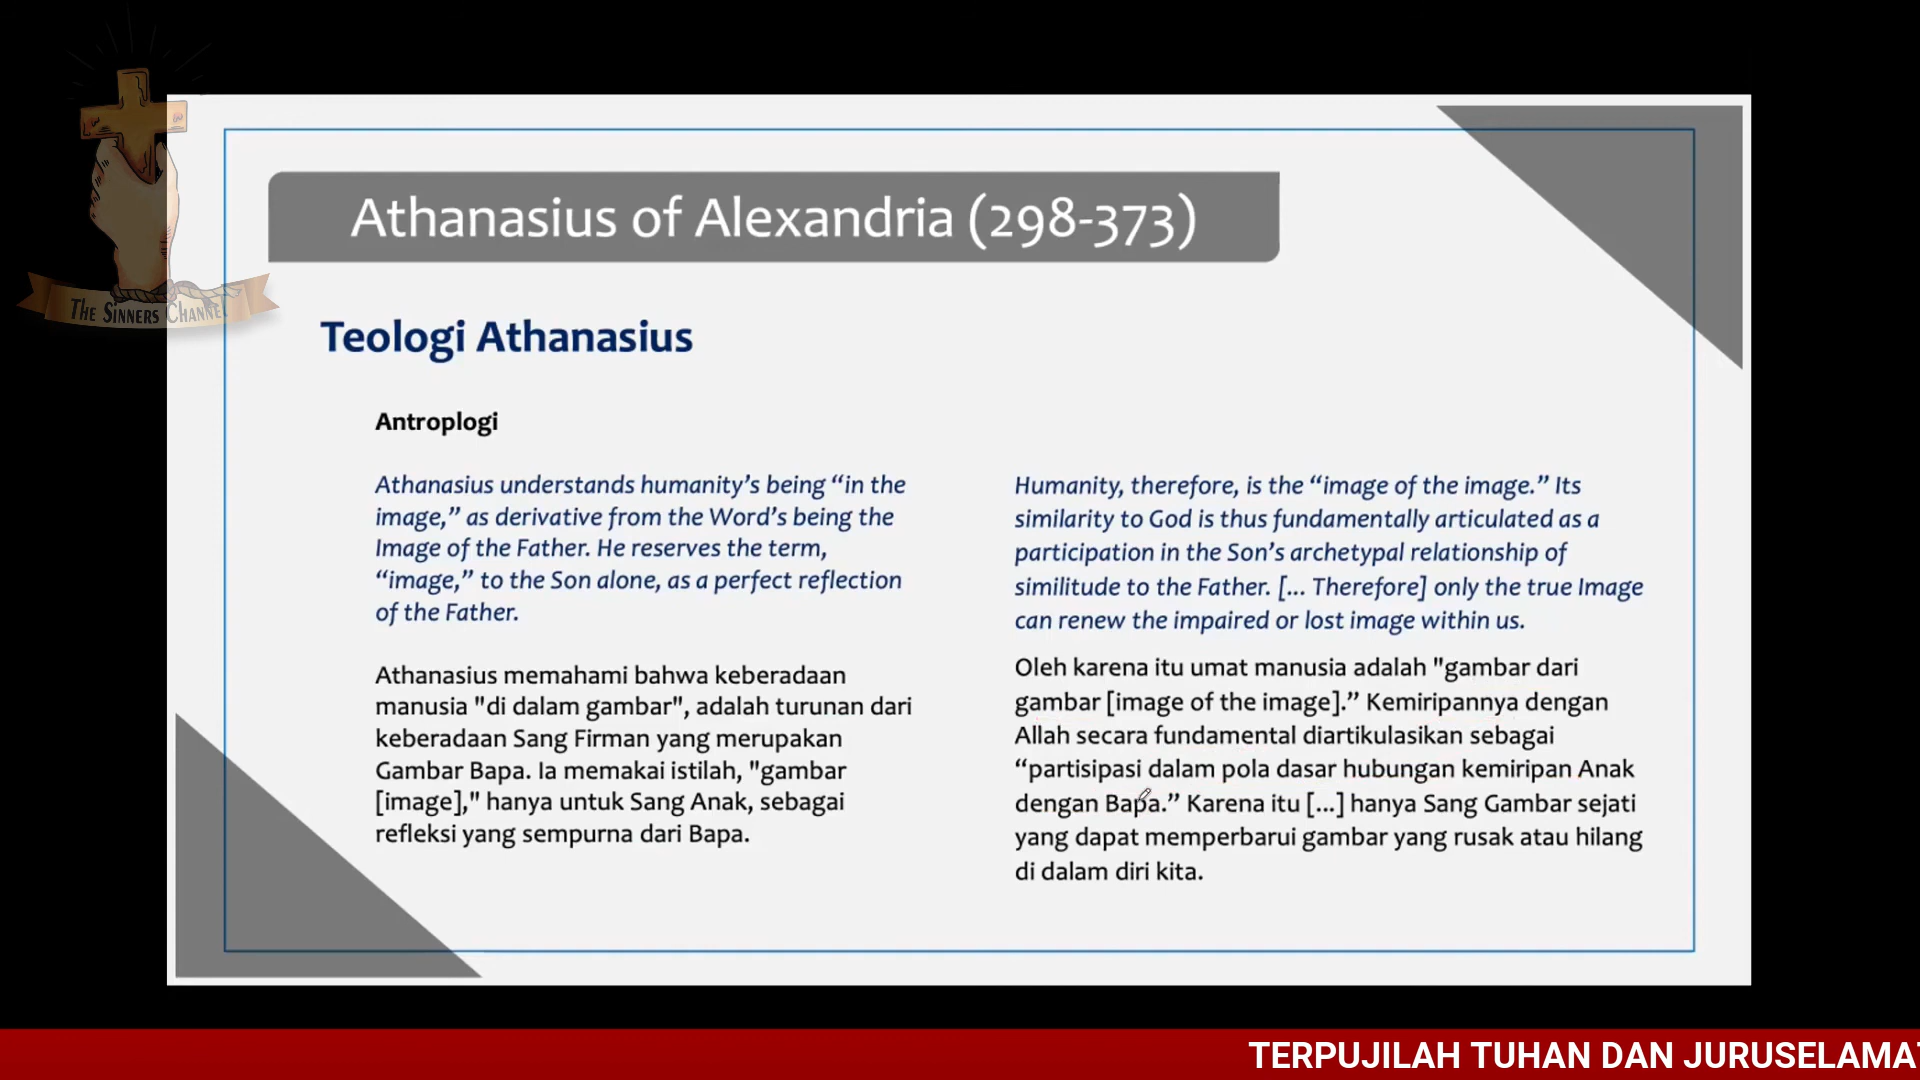 THE SINNERS CHANNEL
Athanasius of Alexandria (298-373)
Teologi Athanasius
Antroplogi
Athanasius understands humanity’s being “in the
image,” as derivative from the Word’s being the
Image of the Father. He reserves the term,
“image,” to the Son alone, as a perfect reflection
of the Father.
Athanasius memahami bahwa keberadaan
manusia "di dalam gambar", adalah turunan dari
keberadaan Sang Firman yang merupakan
Gambar Bapa. Ia memakai istilah, "gambar
[image]," hanya untuk Sang Anak, sebagai
refleksi yang sempurna dari Bapa.
Humanity, therefore, is the “image of the image.” Its
similarity to God is thus fundamentally articulated as a
participation in the Son’s archetypal relationship of
similitude to the Father. [... Therefore] only the true Image
can renew the impaired or lost image within us.
Oleh karena itu umat manusia adalah "gambar dari
gambar [image of the image].” Kemiripannya dengan
Allah secara fundamental diartikulasikan sebagai
“partisipasi dalam pola dasar hubungan kemiripan Anak
dengan Bapa.” Karena itu [...] hanya Sang Gambar sejati
yang dapat memperbarui gambar yang rusak atau hilang
di dalam diri kita.
TERPUJILAH TUHAN DAN JURUSELAMAT